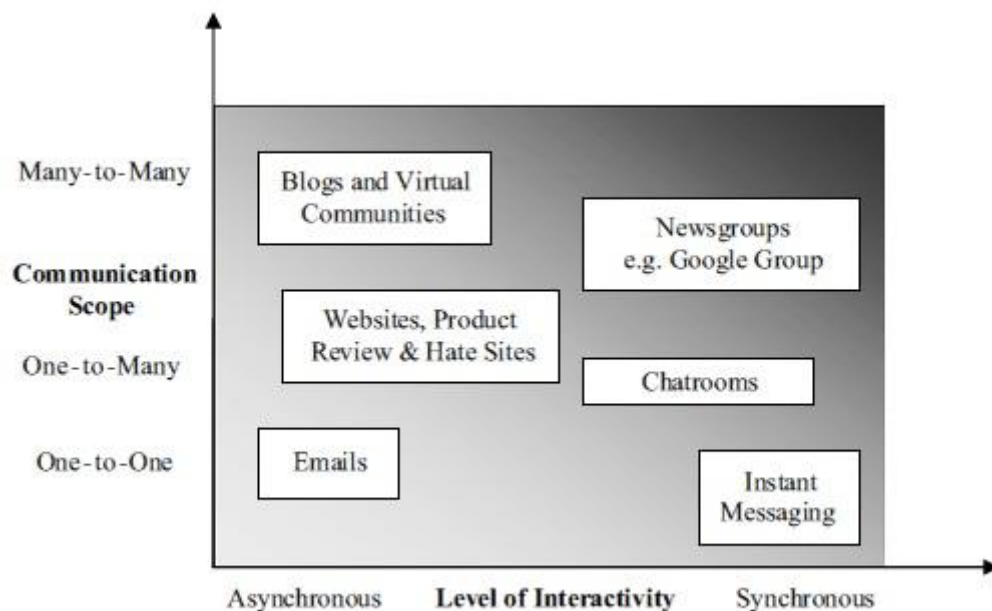 Many-to-Many
Blogs and Virtual
Communities
Newsgroups
e.g. Google Group
Communication
Scope
Websites, Product
Review & Hate Sites
One-to-Many
Chatrooms
One-to-One
Emails
Instant
Messaging
Asynchronous Level of Interactivity Synchronous